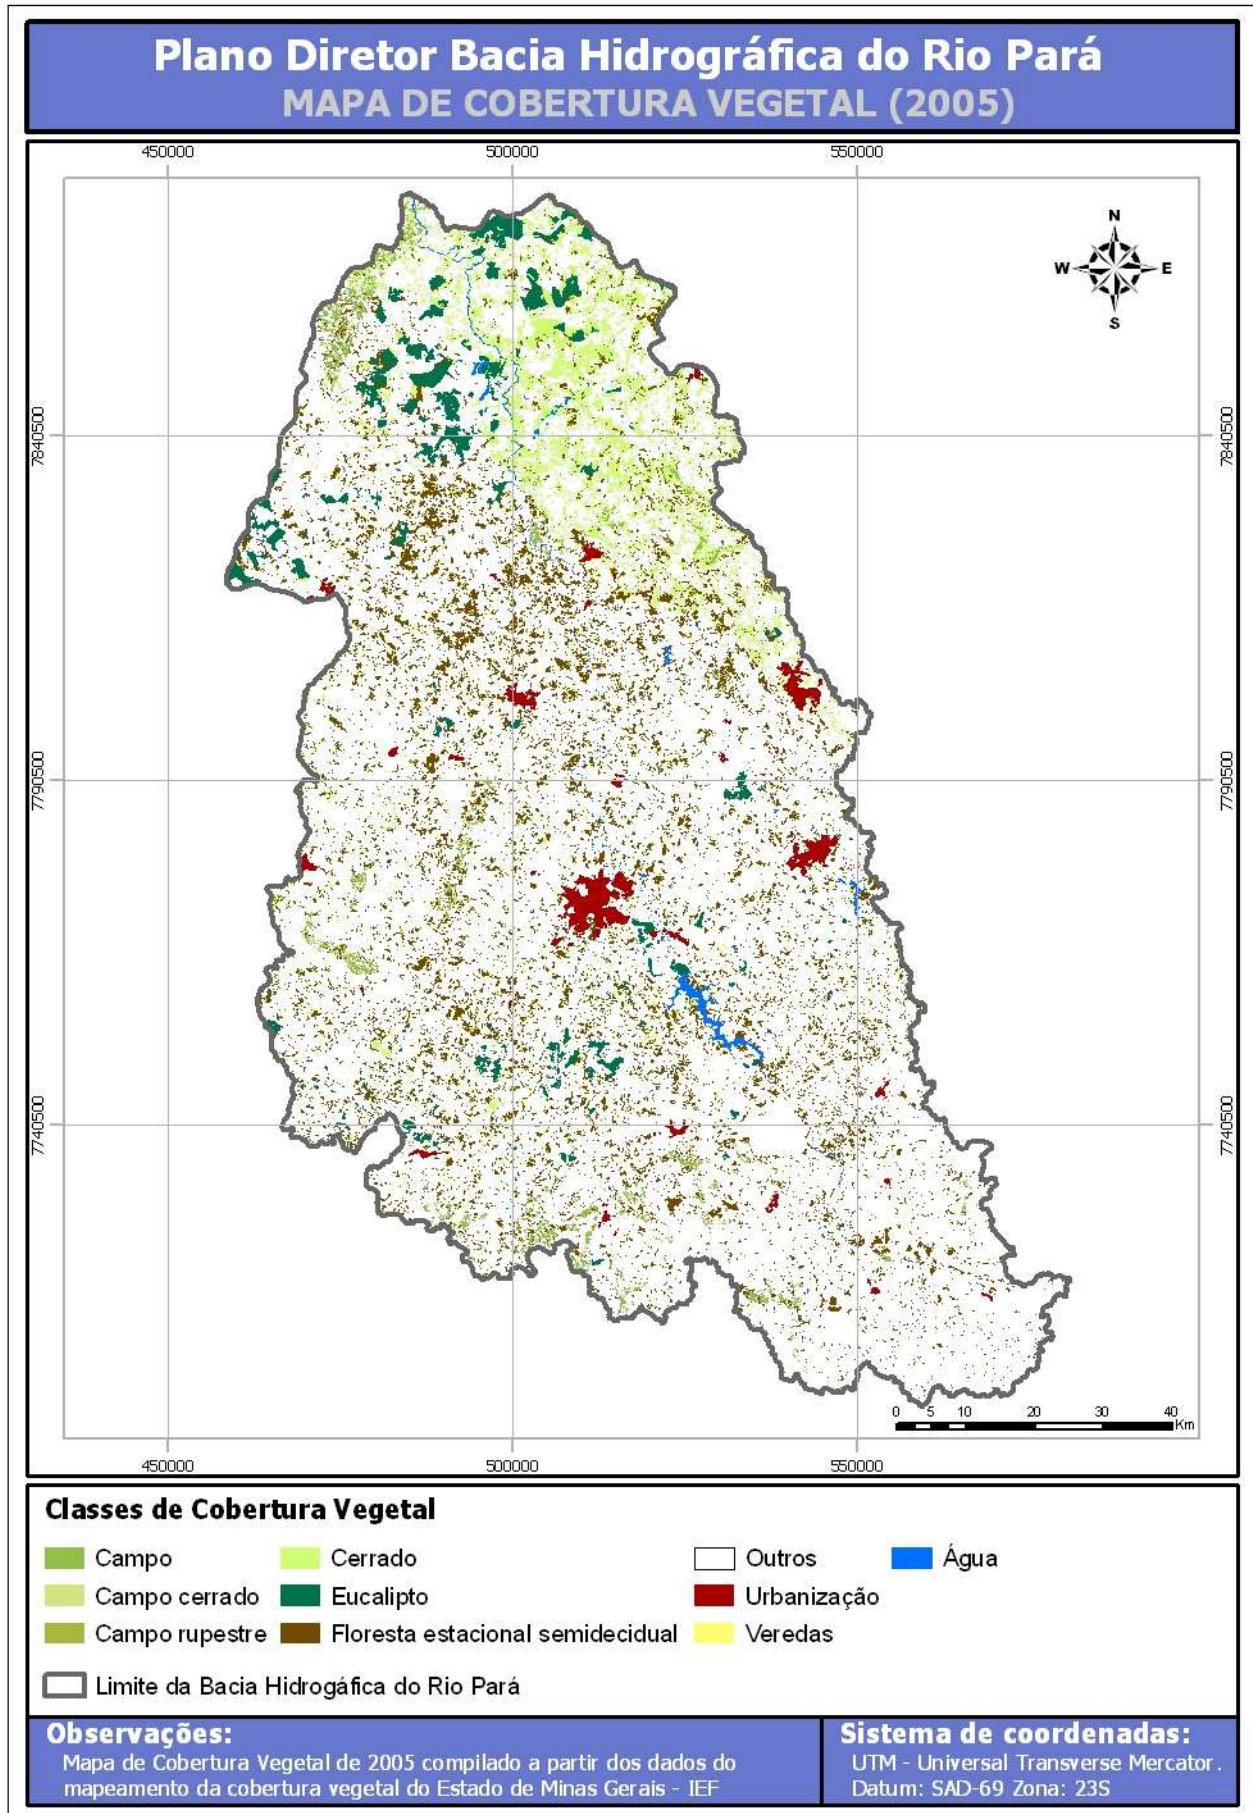 Plano Diretor Bacia Hidrográfica do Rio Pará
MAPA DE COBERTURA VEGETAL (2005)
450000 500000 550000
N
W E
S
7840500 7840500
7790500 7790500
7740500 7740500
0 5 10 20 30 40
Km
450000 500000 550000
Classes de Cobertura Vegetal
Campo Cerrado Outros Água
Campo cerrado Eucalipto Urbanização
Campo rupestre Floresta estacional semidecidual Veredas
Limite da Bacia Hidrogáfica do Rio Pará
Observações:
Mapa de Cobertura Vegetal de 2005 compilado a partir dos dados do
mapeamento da cobertura vegetal do Estado de Minas Gerais - IEF
Sistema de coordenadas:
UTM - Universal Transverse Mercator.
Datum: SAD-69 Zona: 23S